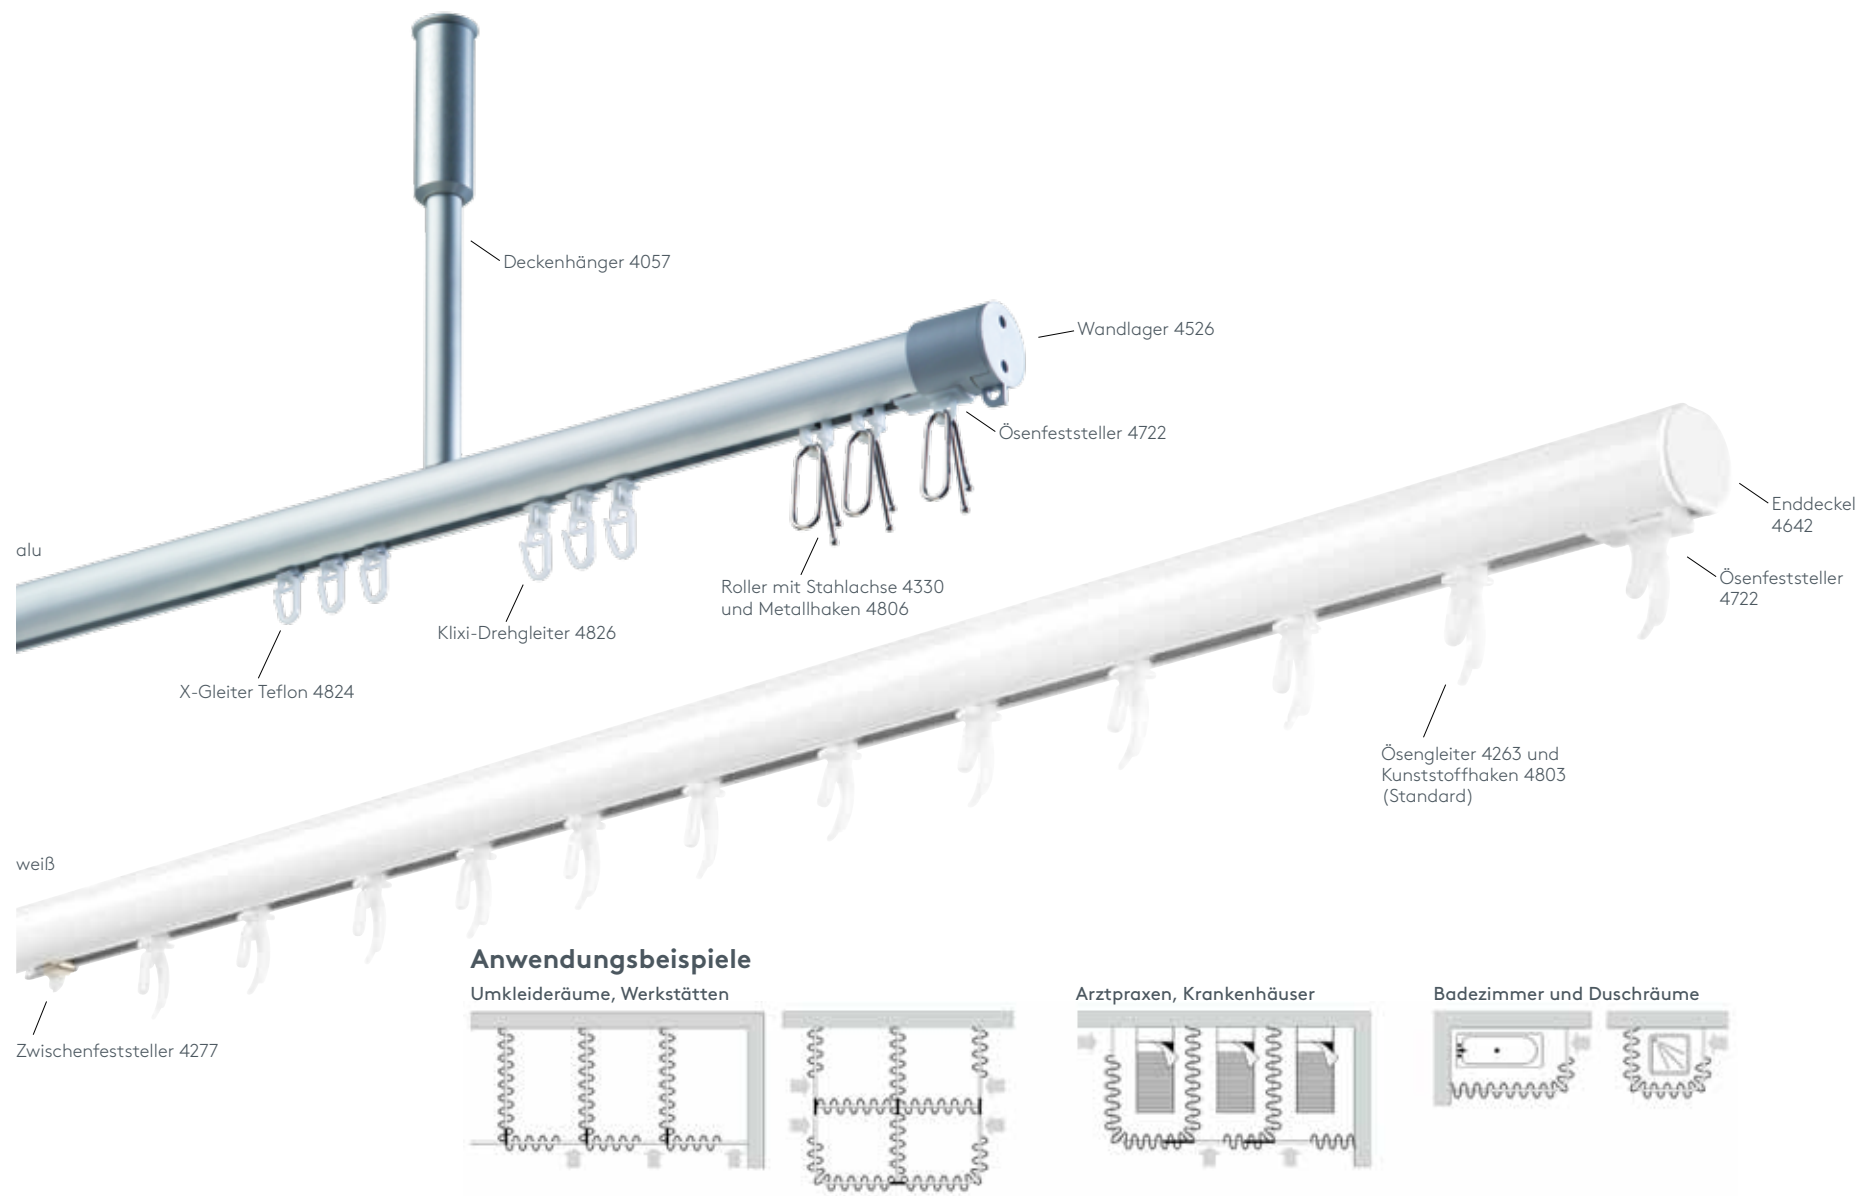 Deckenhänger 4057
Wandlager 4526
Ösenfeststeller 4722
Enddeckel
4642
alu
Ösenfeststeller
4722
Roller mit Stahlachse 4330
und Metallhaken 4806
Klixi-Drehgleiter 4826
X-Gleiter Teflon 4824
Ösengleiter 4263 und
Kunststoffhaken 4803
(Standard)
weiß
Zwischenfeststeller 4277
Anwendungsbeispiele
Umkleideräume, Werkstätten
Arztpraxen, Krankenhäuser
Badezimmer und Duschräume